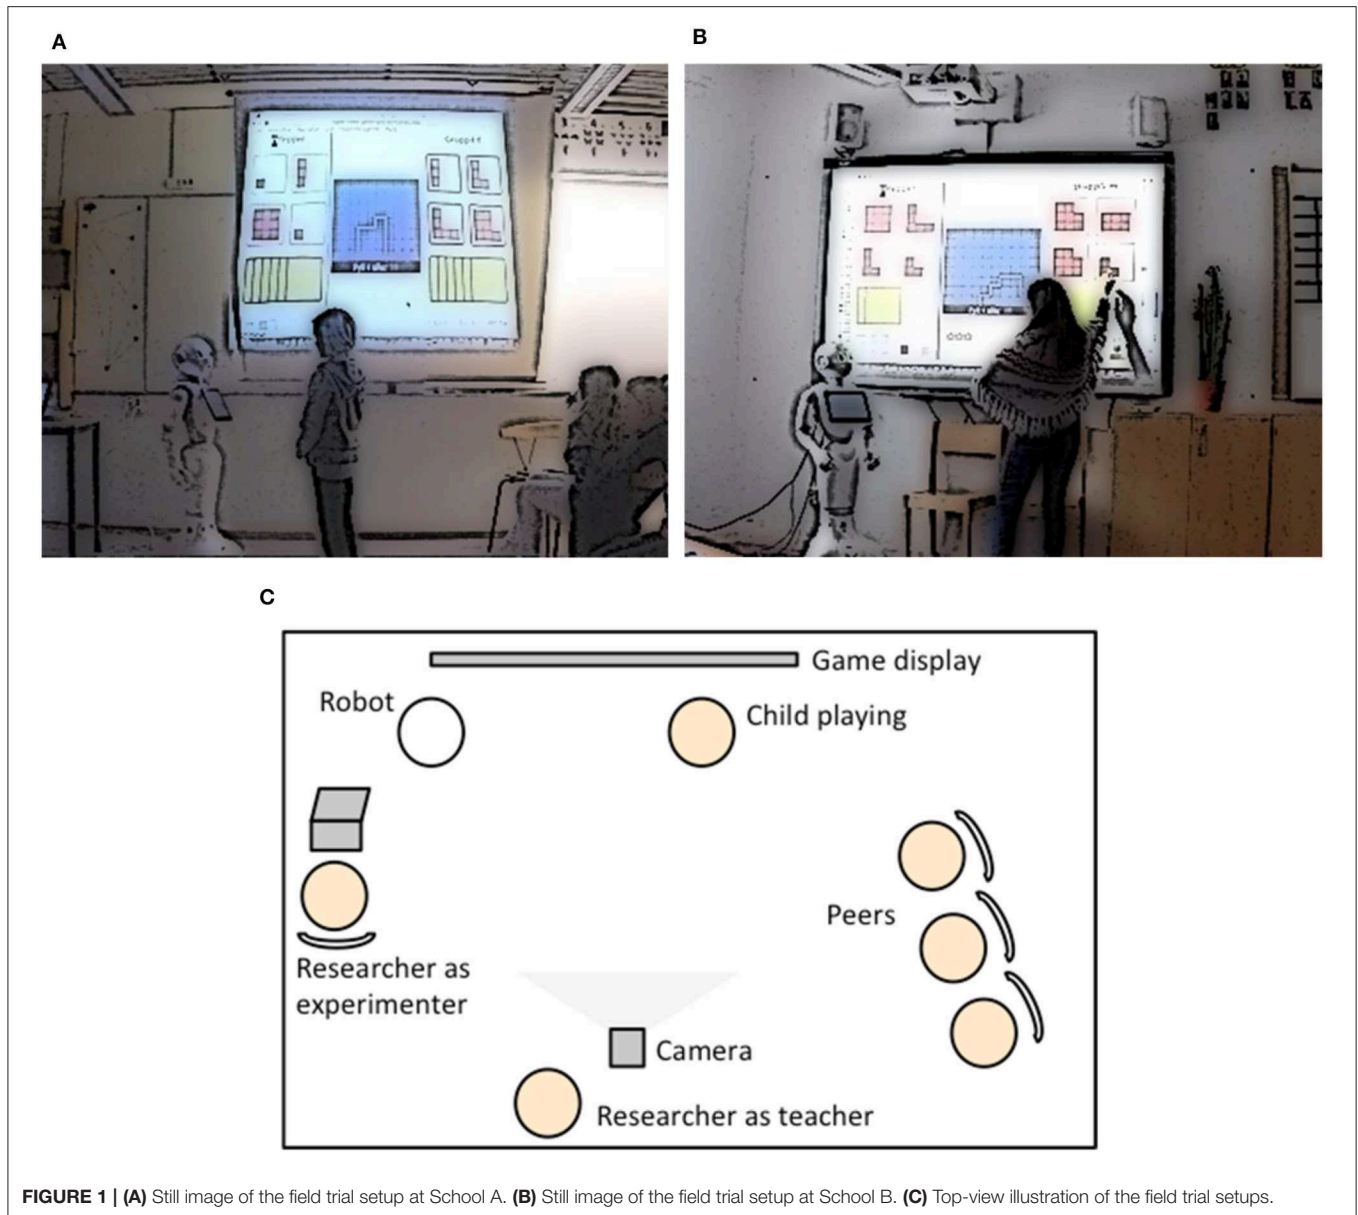 A
B
C
Game display
Robot
Child playing
Peers
Researcher as
experimenter
Camera
Researcher as teacher
FIGURE 1 | (A) Still image of the field trial setup at School A. (B) Still image of the field trial setup at School B. (C) Top-view illustration of the field trial setups.